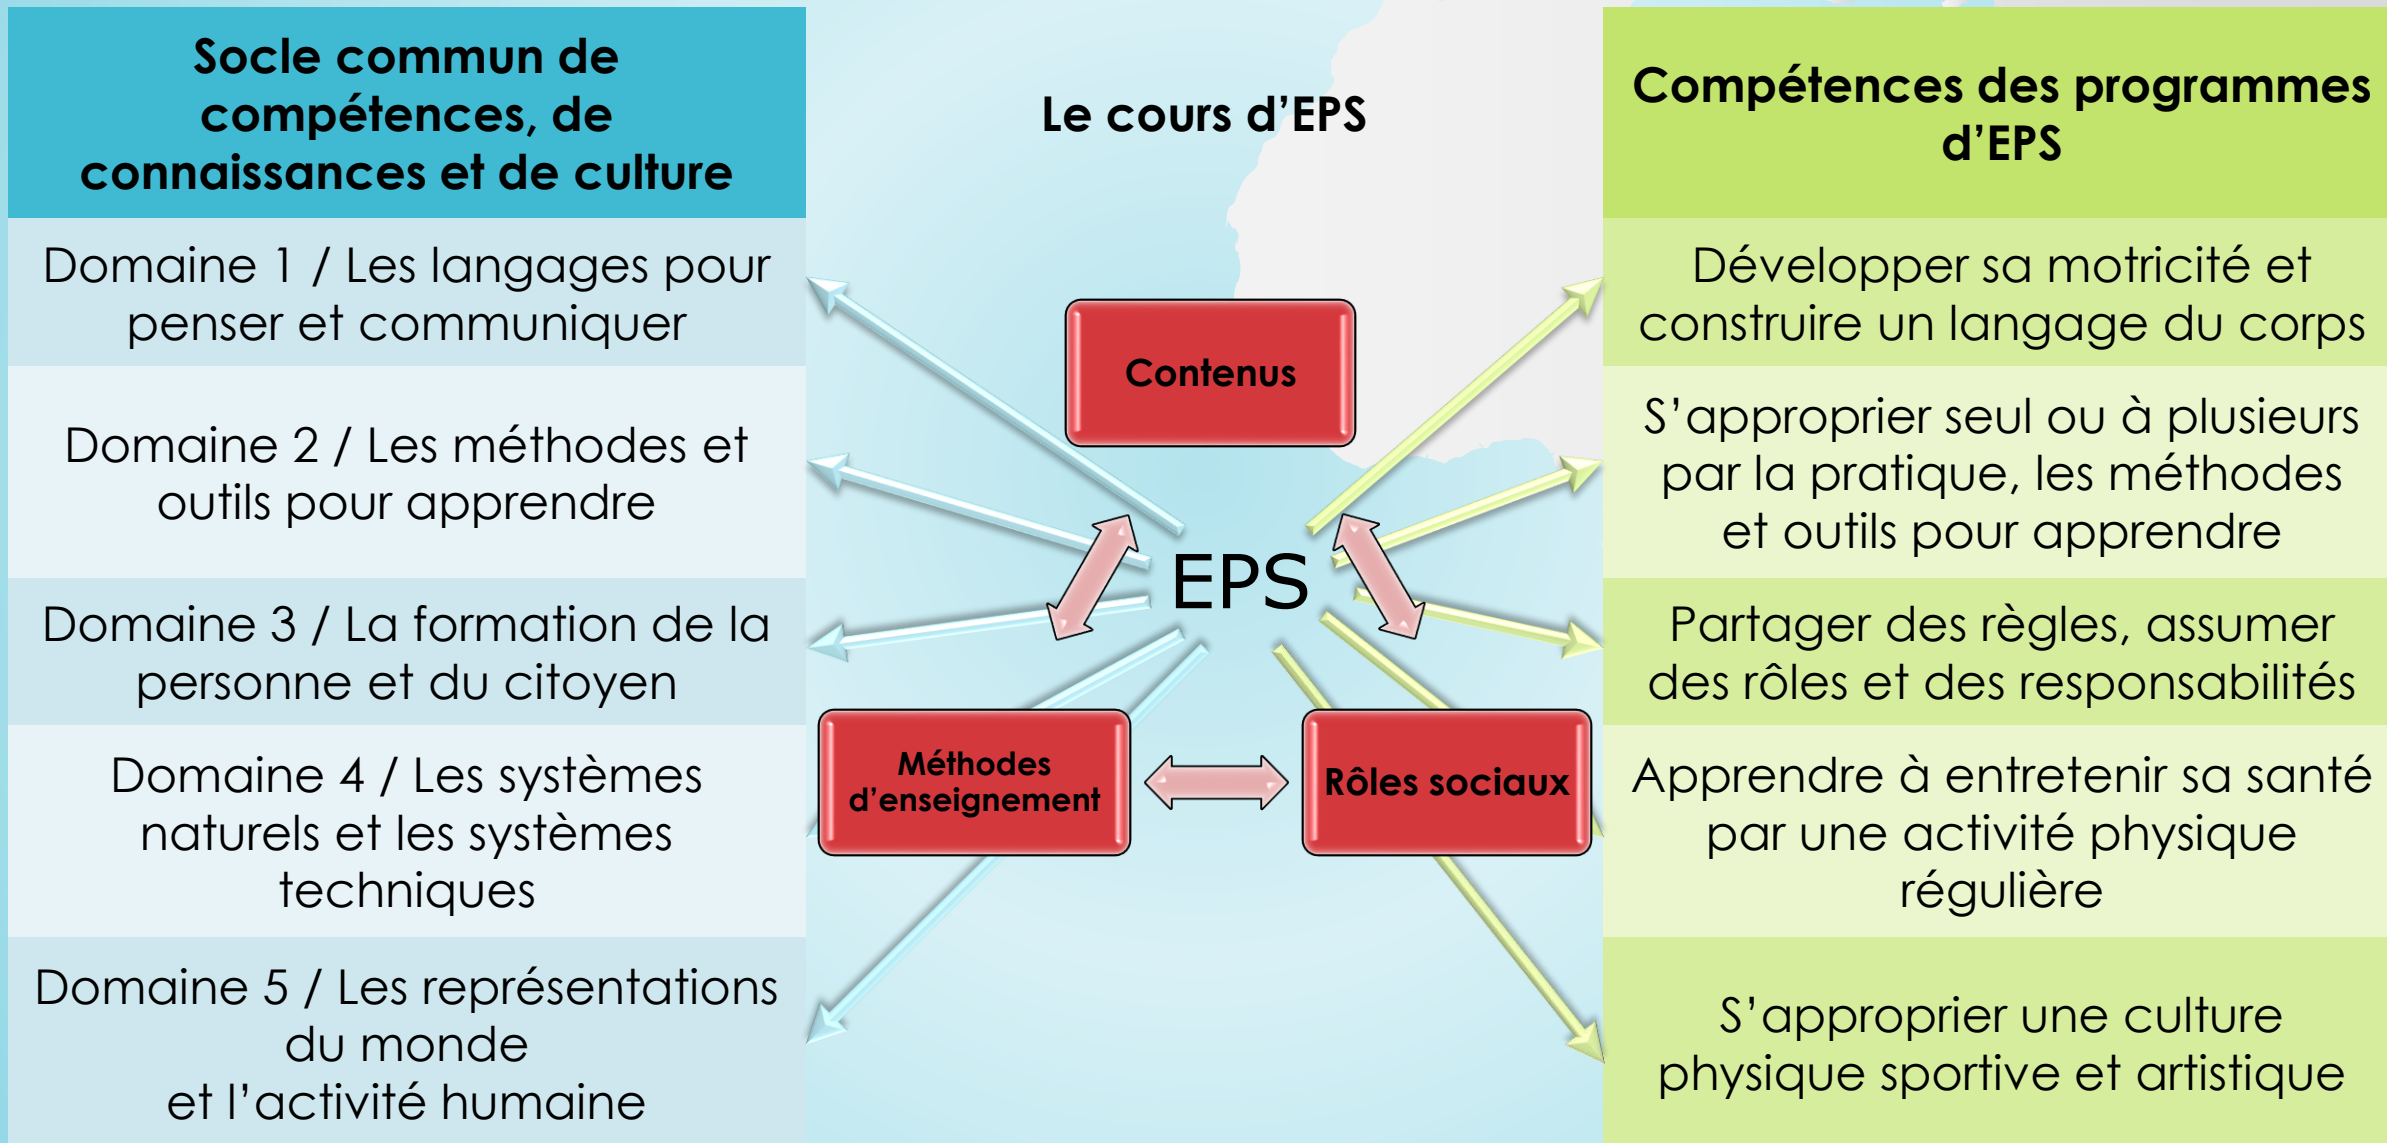 Socle commun de
compétences, de
connaissances et de culture
Le cours d’EPS
Compétences des programmes
d’EPS
Domaine 1 / Les langages pour
penser et communiquer
Domaine 2 / Les méthodes et
outils pour apprendre
Domaine 3 / La formation de la
personne et du citoyen
Domaine 4 / Les systèmes
naturels et les systèmes
techniques
Domaine 5 / Les représentations
du monde
et l’activité humaine
Contenus
EPS
Méthodes
d’enseignement
Rôles sociaux
Développer sa motricité et
construire un langage du corps
S’approprier seul ou à plusieurs
par la pratique, les méthodes
et outils pour apprendre
Partager des règles, assumer
des rôles et des responsabilités
Apprendre à entretenir sa santé
par une activité physique
régulière
S’approprier une culture
physique sportive et artistique